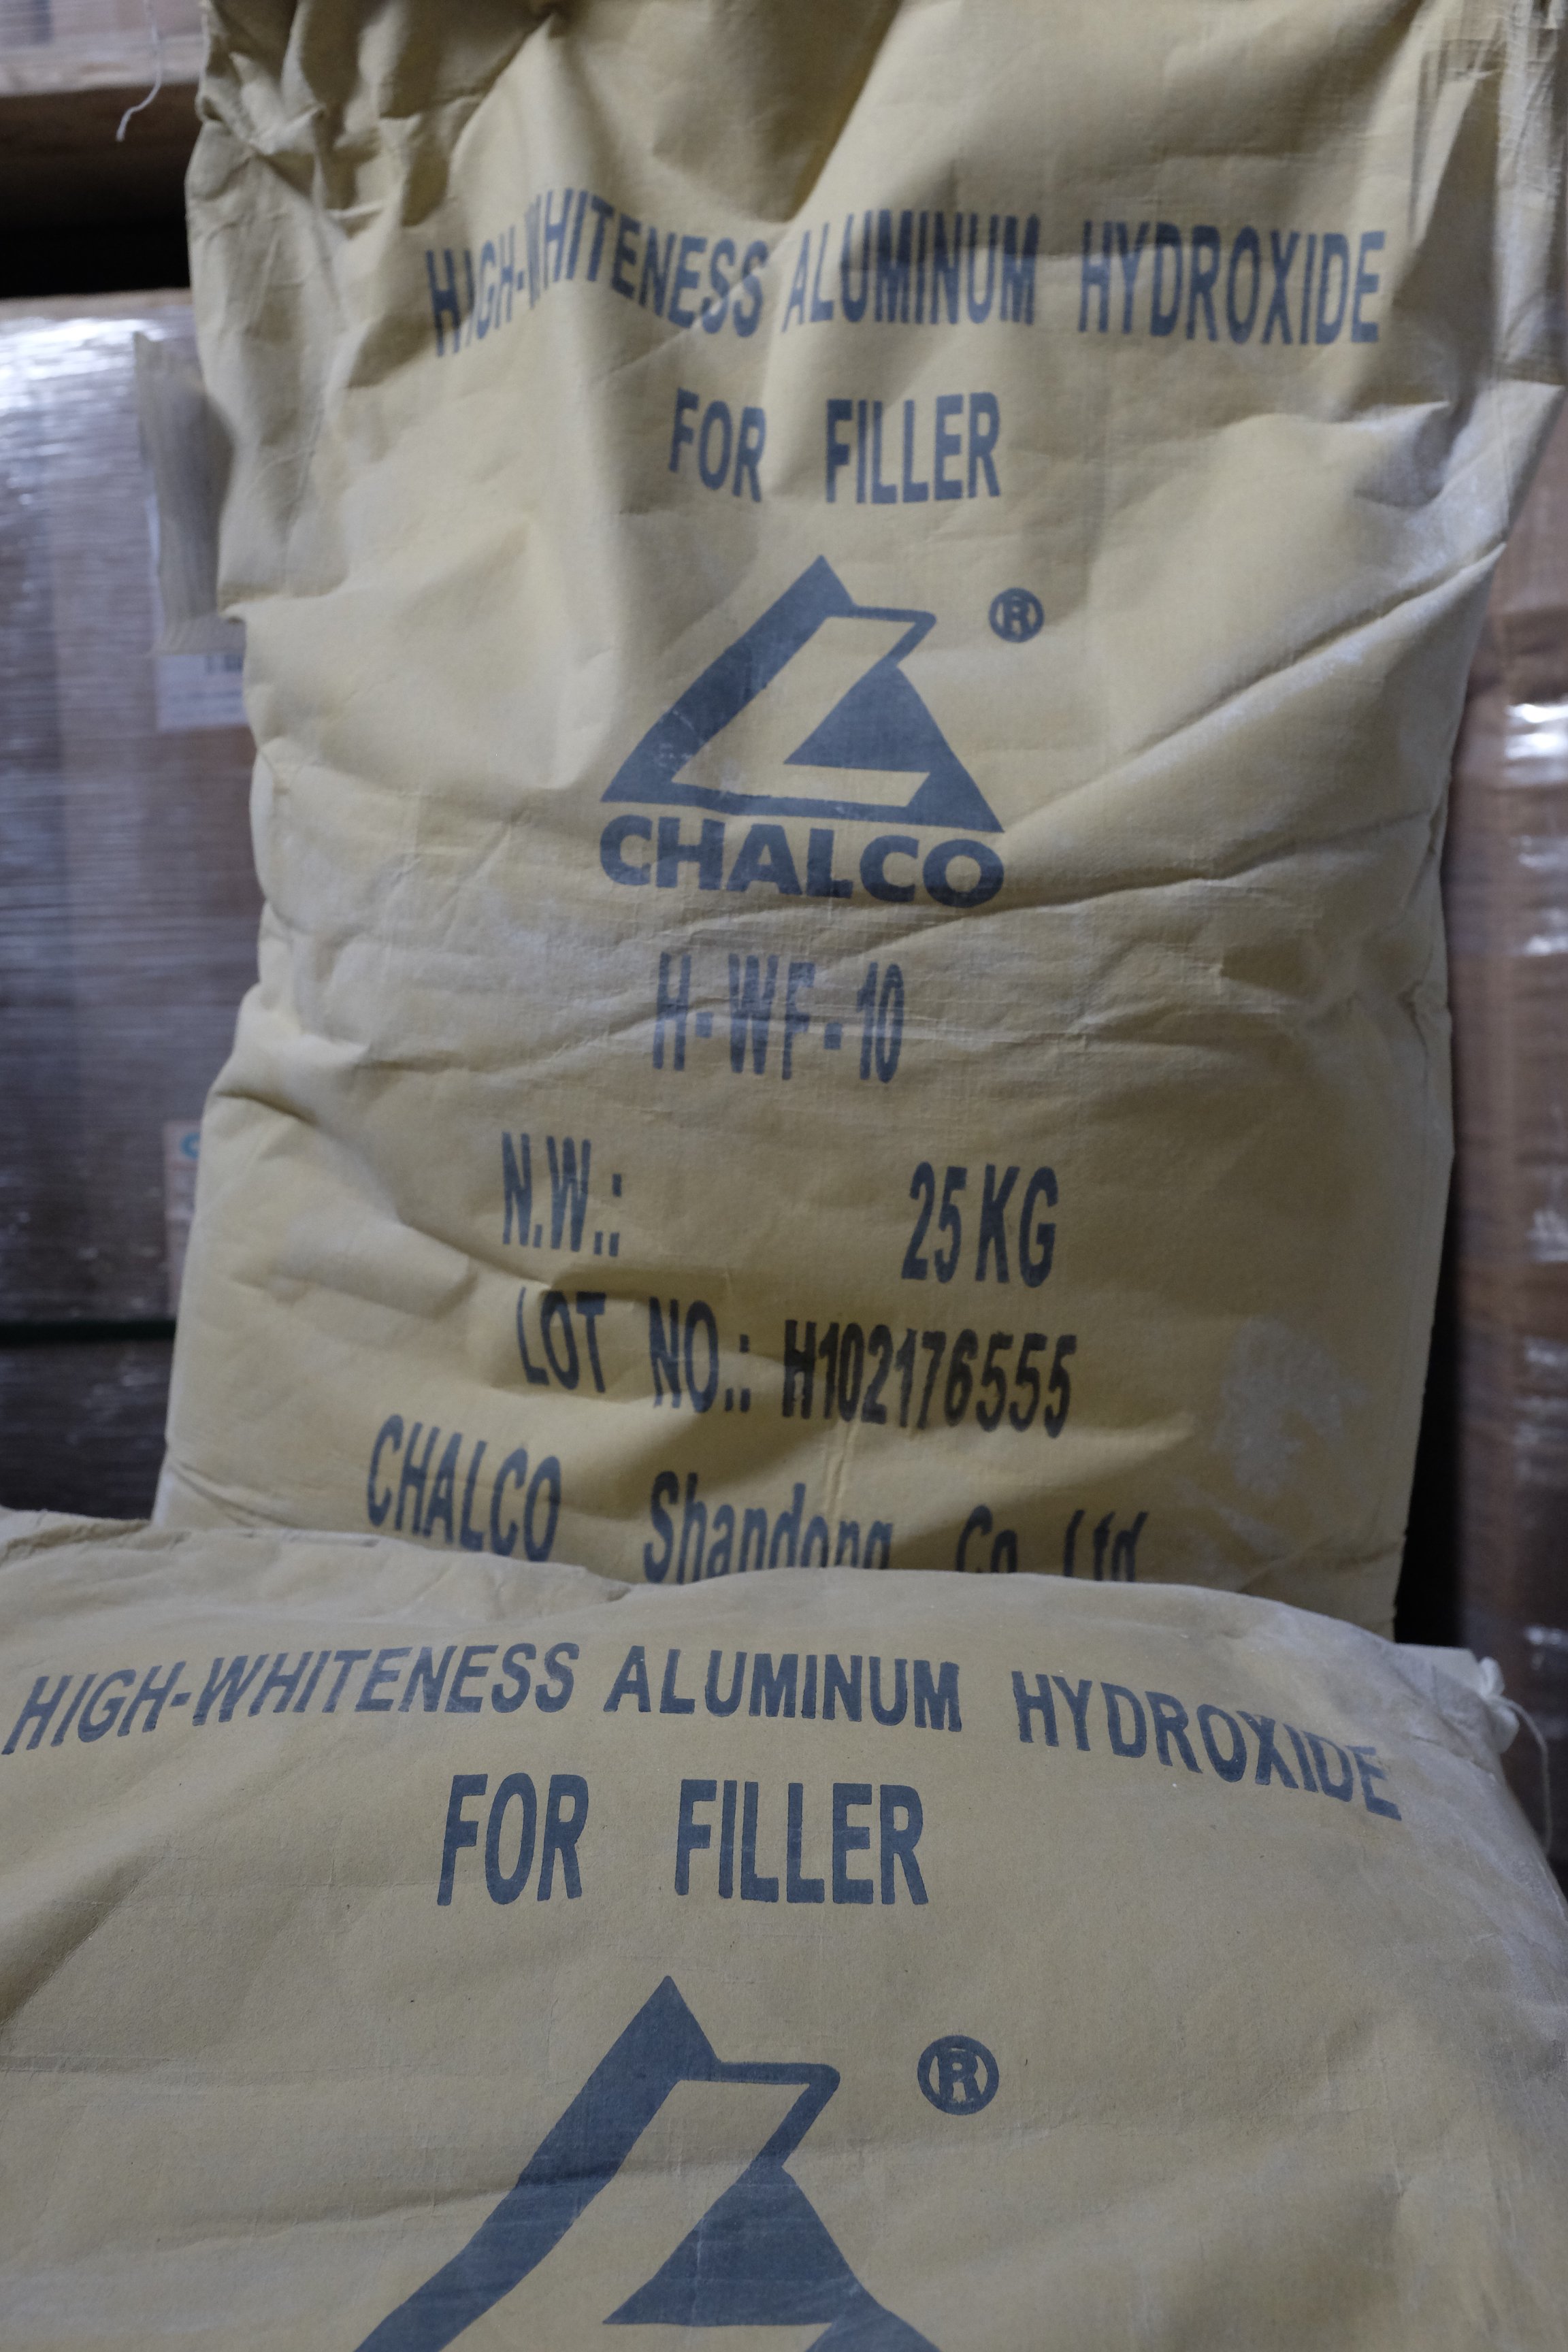 HIGH-WHITENESS ALUMINUM HYDROXIDE
FOR FILLER
®
CHALCO
H-WF-10
N.W.: 25KG
LOT NO.: H102176555
CHALCO Shandong Co Ltd
HIGH-WHITENESS ALUMINUM HYDROXIDE
FOR FILLER
®